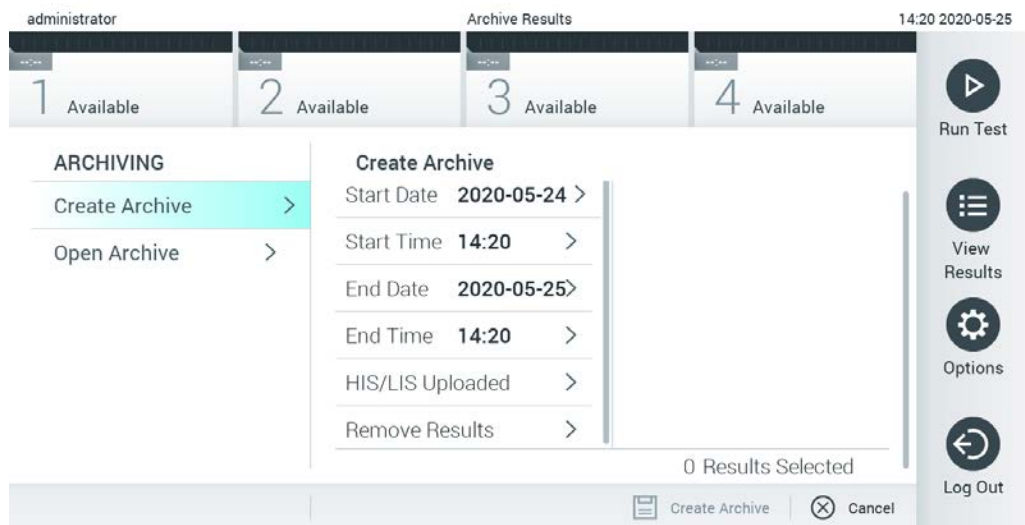 administrator
Archive Results
14:20 2020-05-25
--:--
1 Available
--:--
2 Available
--:--
3 Available
--:--
4 Available
ARCHIVING
Create Archive
Open Archive
Create Archive
Start Date 2020-05-24
Start Time 14:20
End Date 2020-05-25
End Time 14:20
HIS/LIS Uploaded
Remove Results
0 Results Selected
Create Archive
Cancel
Run Test
View
Results
Options
Log Out